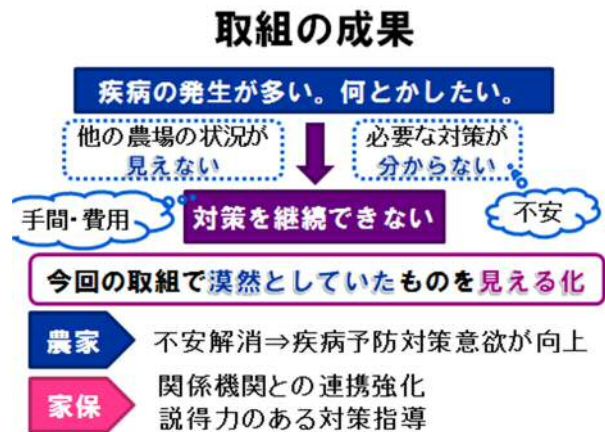 取組の成果
疾病の発生が多い。何とかしたい。
他の農場の状況が
見えない
必要な対策が
分からない
手間・費用
対策を継続できない
不安
今回の取組で漠然としていたものを見える化
農家
不安解消⇒疾病予防対策意欲が向上
家保
関係機関との連携強化
説得力のある対策指導